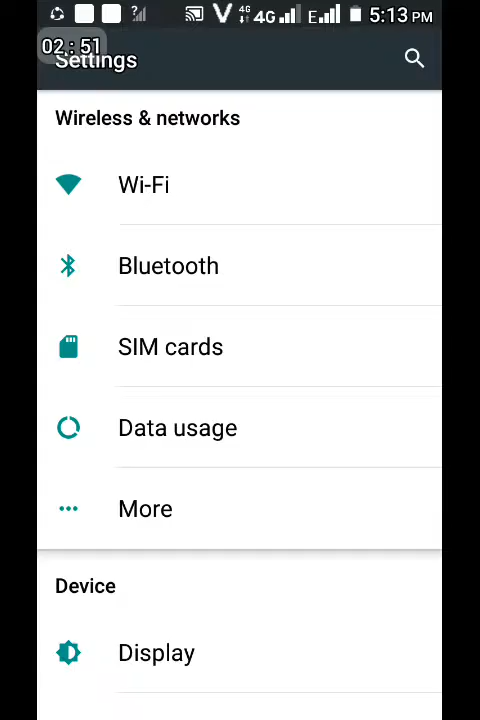 4G 4G E 5:13 PM
02 : 51
Settings
Wireless & networks
Wi-Fi
Bluetooth
SIM cards
Data usage
More
Device
Display